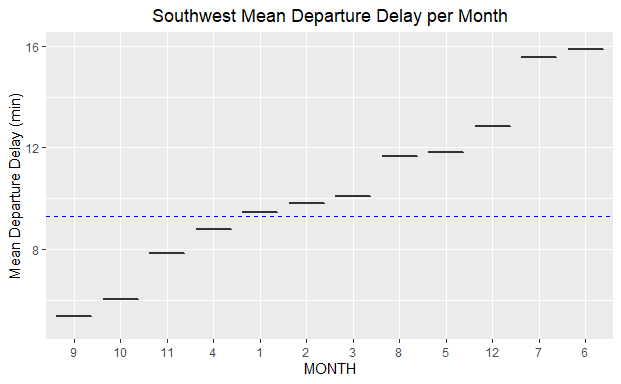 Southwest Mean Departure Delay per Month
Mean Departure Delay (min)
16
12
8
9 10 11 4 1 2 3 8 5 12 7 6
MONTH